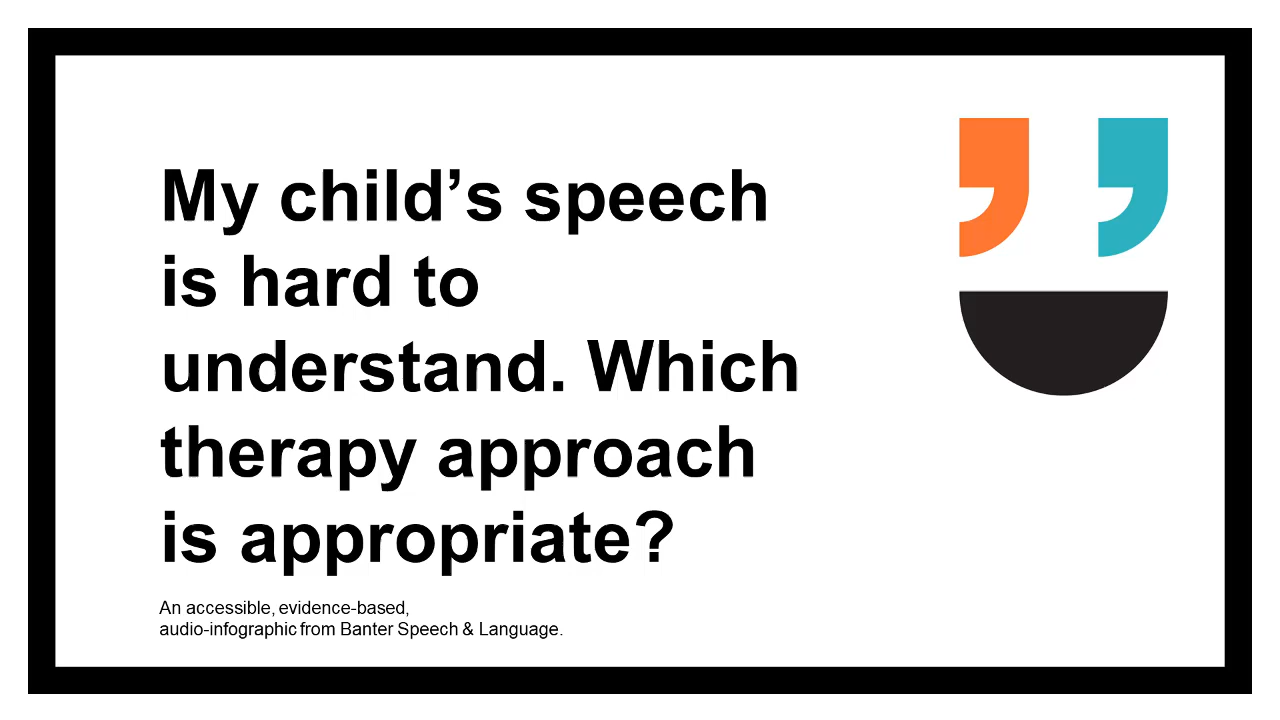 My child’s speech
is hard to
understand. Which
therapy approach
is appropriate?
An accessible, evidence-based,
audio-infographic from Banter Speech & Language.